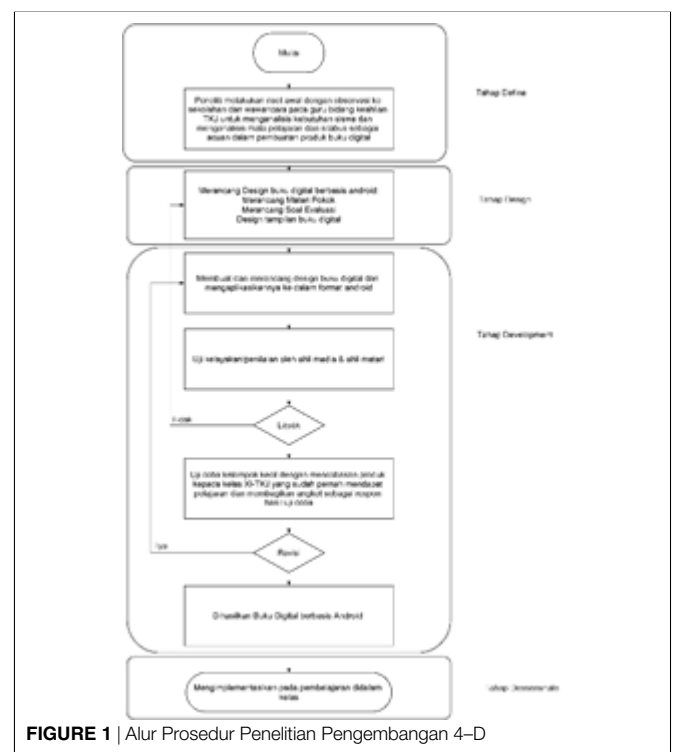 Mulai
Tahap Define
Peneliti melakukan riset awal dengan observasi ke
sekolahan dan wawancara pada guru bidang keahlian
TKJ untuk menganalisis kebutuhan siswa dan
menganalisis mata pelajaran dan silabus sebagai
acuan dalam pembuatan produk buku digital
Merancang Design buku digital berbasis android
Merancang Materi Pokok
Merancang Soal Evaluasi
Design tampilan buku digital
Tahap Design
Membuat dan merancang design buku digital dan
mengaplikasikannya ke dalam format android
Tahap Development
Uji kelayakan/penilaian oleh ahli media & ahli materi
Tidak
Layak
Uji coba kelompok kecil dengan mencobakan produk
kepada kelas XI-TKJ yang sudah pernah mendapat
pelajaran dan membagikan angket sebagai respon
hasil uji coba
Revisi
Dihasilkan Buku Digital berbasis Android
Mengimplementasikan pada pembelajaran didalam
kelas
Tahap
FIGURE 1 | Alur Prosedur Penelitian Pengembangan 4–D